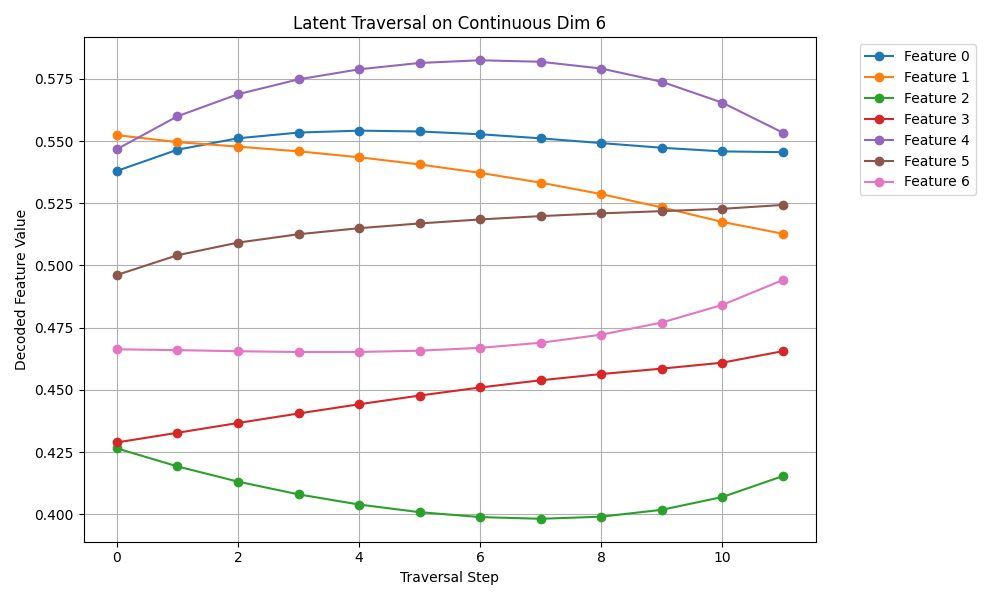 Latent Traversal on Continuous Dim 6
Decoded Feature Value
0.575
0.550
0.525
0.500
0.475
0.450
0.425
0.400
0 2 4 6 8 10
Traversal Step
Feature 0
Feature 1
Feature 2
Feature 3
Feature 4
Feature 5
Feature 6